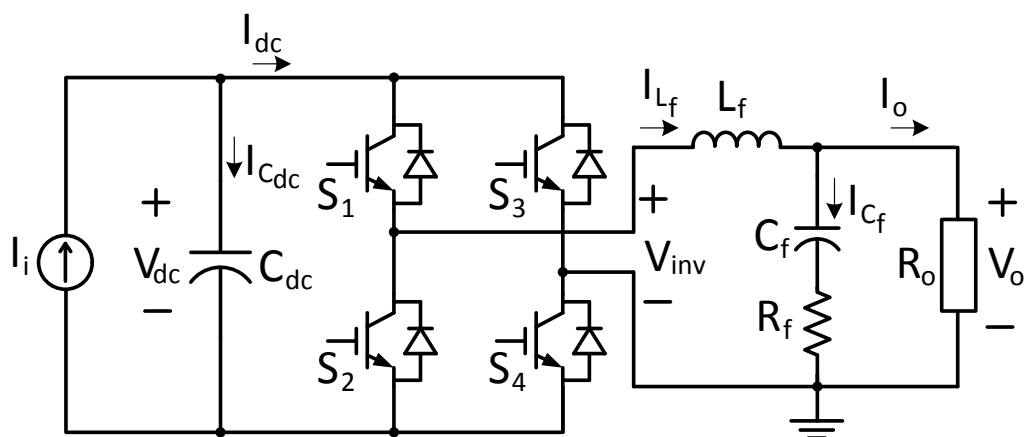 I_dc
I_Lf
L_f
I_o
I_Cdc
S_1
S_3
I_Cf
+
+
+
C_f
I_i
V_dc
C_dc
V_inv
R_o
V_o
−
−
R_f
−
S_2
S_4